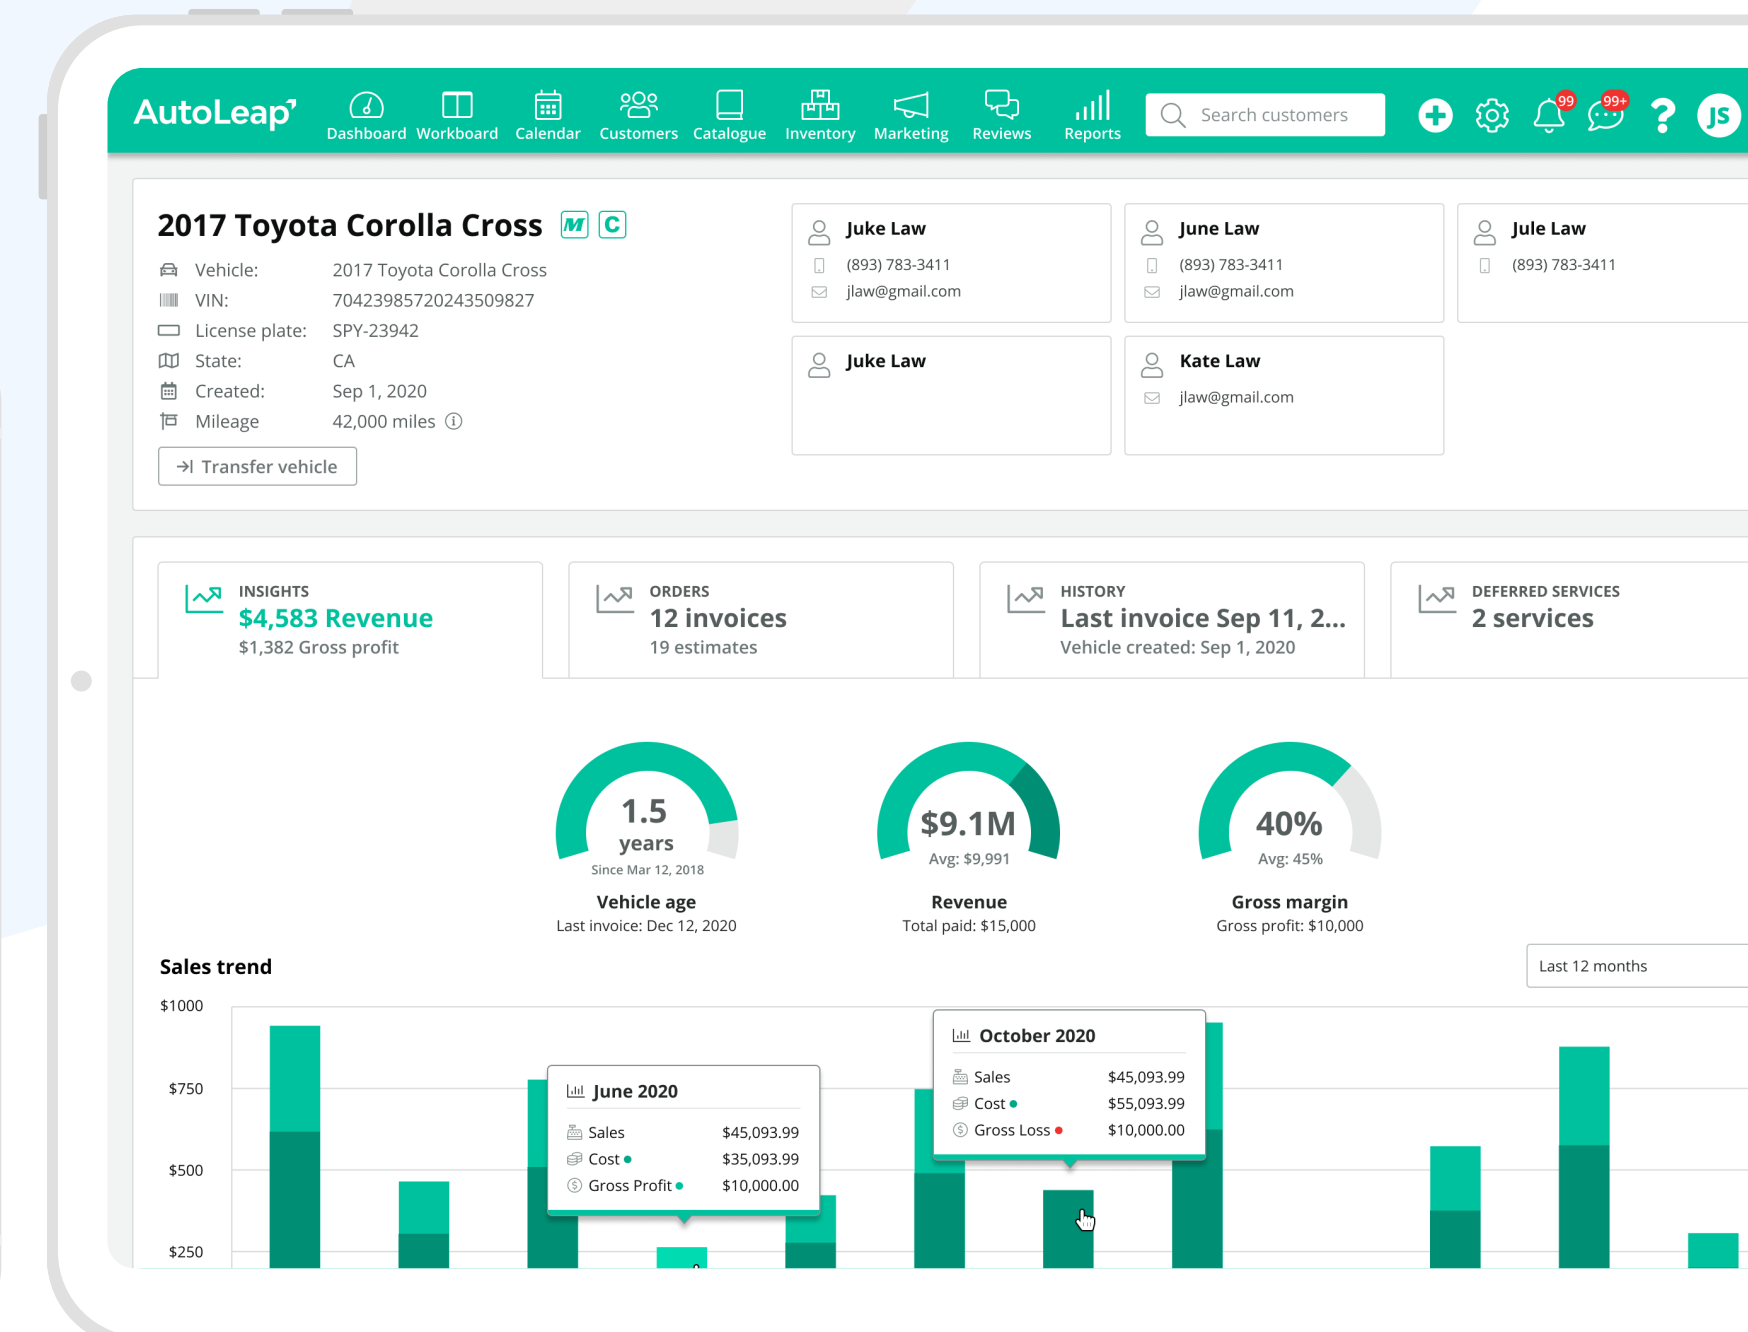 AutoLeap
Dashboard Workboard Calendar Customers Catalogue Inventory Marketing Reviews Reports
Search customers
99
99+
?
JS
2017 Toyota Corolla Cross M C
Vehicle: 2017 Toyota Corolla Cross
VIN: 70423985720243509827
License plate: SPY-23942
State: CA
Created: Sep 1, 2020
Mileage 42,000 miles
Transfer vehicle
Juke Law
(893) 783-3411
jlaw@gmail.com
June Law
(893) 783-3411
jlaw@gmail.com
Jule Law
(893) 783-3411
Juke Law
Kate Law
jlaw@gmail.com
INSIGHTS
$4,583 Revenue
$1,382 Gross profit
ORDERS
12 invoices
19 estimates
HISTORY
Last invoice Sep 11, 2...
Vehicle created: Sep 1, 2020
DEFERRED SERVICES
2 services
1.5
years
Since Mar 12, 2018
Vehicle age
Last invoice: Dec 12, 2020
$9.1M
Avg: $9,991
Revenue
Total paid: $15,000
40%
Avg: 45%
Gross margin
Gross profit: $10,000
Sales trend
Last 12 months
$1000
$750
$500
$250
June 2020
Sales $45,093.99
Cost $35,093.99
Gross Profit $10,000.00
October 2020
Sales $45,093.99
Cost $55,093.99
Gross Loss $10,000.00